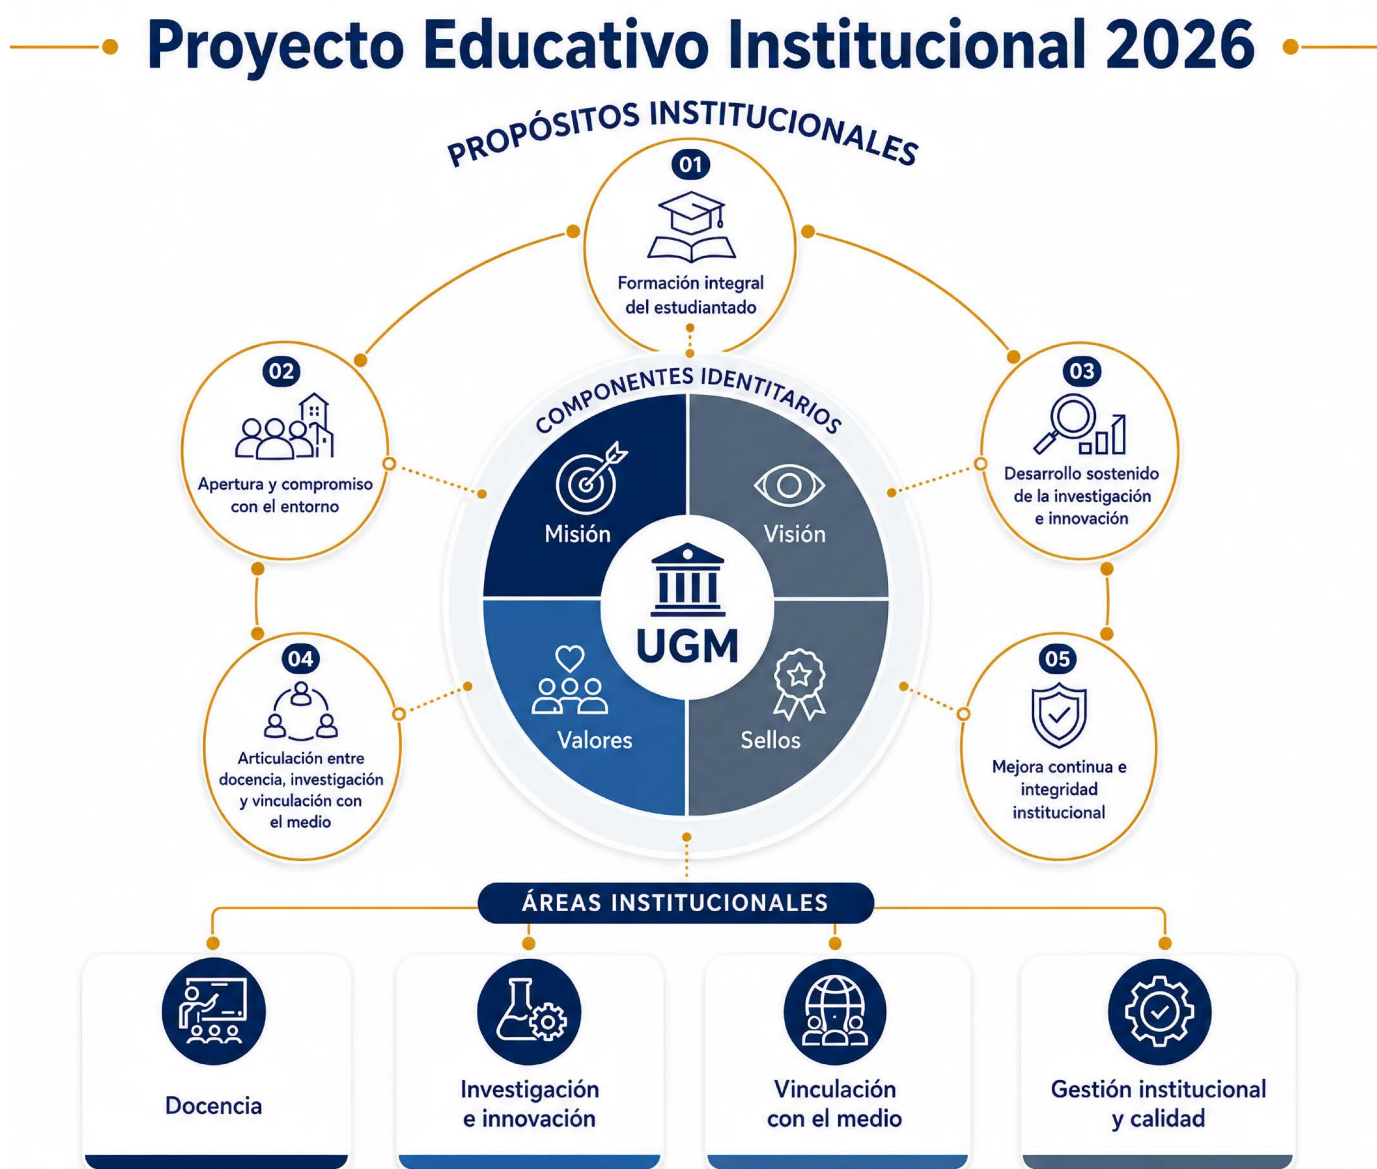 Proyecto Educativo Institucional 2026
PROPÓSITOS INSTITUCIONALES
01
Formación integral
del estudiantado
02
Apertura y compromiso
con el entorno
03
Desarrollo sostenido
de la investigación
e innovación
COMPONENTES IDENTITARIOS
Misión
Visión
UGM
Valores
Sellos
04
Articulación entre
docencia, investigación
y vinculación con
el medio
05
Mejora continua e
integridad
institucional
ÁREAS INSTITUCIONALES
Docencia
Investigación
e innovación
Vinculación
con el medio
Gestión institucional
y calidad